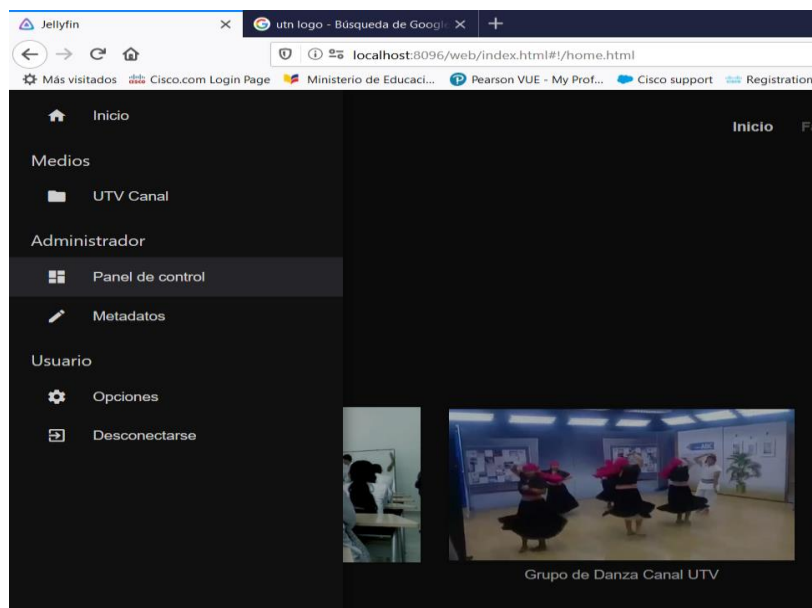 Jellyfin
utn logo - Búsqueda de Googl
localhost:8096/web/index.html#!/home.html
Más visitados Cisco.com Login Page Ministerio de Educaci... Pearson VUE - My Prof... Cisco support Registration
Inicio
Inicio
Medios
UTV Canal
Administrador
Panel de control
Metadatos
Usuario
Opciones
Desconectarse
Grupo de Danza Canal UTV